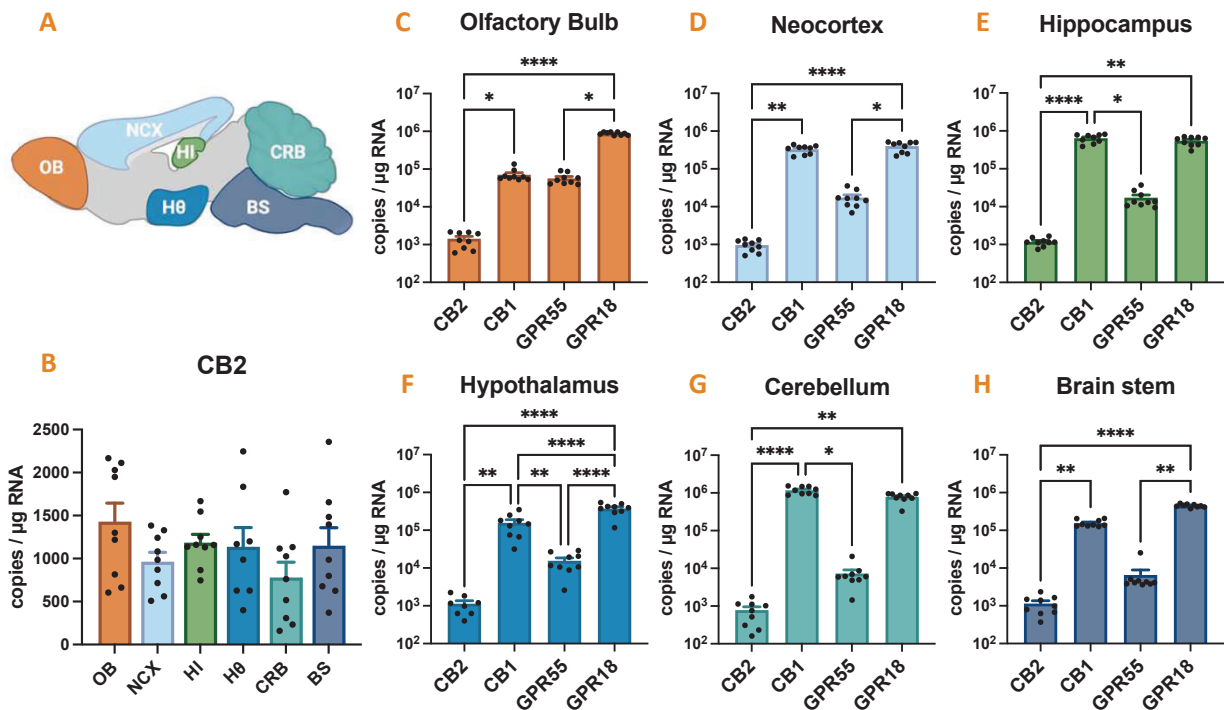 A
NCX
HI
OB
CRB
Hθ
BS
B
CB2
copies / µg RNA
2500
2000
1500
1000
500
0
OB
NCX
HI
Hθ
CRB
BS
C
Olfactory Bulb
****
*
*
copies / µg RNA
10⁷
10⁶
10⁵
10⁴
10³
10²
CB2
CB1
GPR55
GPR18
D
Neocortex
****
**
*
copies / µg RNA
10⁷
10⁶
10⁵
10⁴
10³
10²
CB2
CB1
GPR55
GPR18
E
Hippocampus
**
****
*
copies / µg RNA
10⁷
10⁶
10⁵
10⁴
10³
10²
CB2
CB1
GPR55
GPR18
F
Hypothalamus
****
****
**
**
****
copies / µg RNA
10⁷
10⁶
10⁵
10⁴
10³
10²
CB2
CB1
GPR55
GPR18
G
Cerebellum
**
****
*
copies / µg RNA
10⁷
10⁶
10⁵
10⁴
10³
10²
CB2
CB1
GPR55
GPR18
H
Brain stem
****
**
**
copies / µg RNA
10⁷
10⁶
10⁵
10⁴
10³
10²
CB2
CB1
GPR55
GPR18